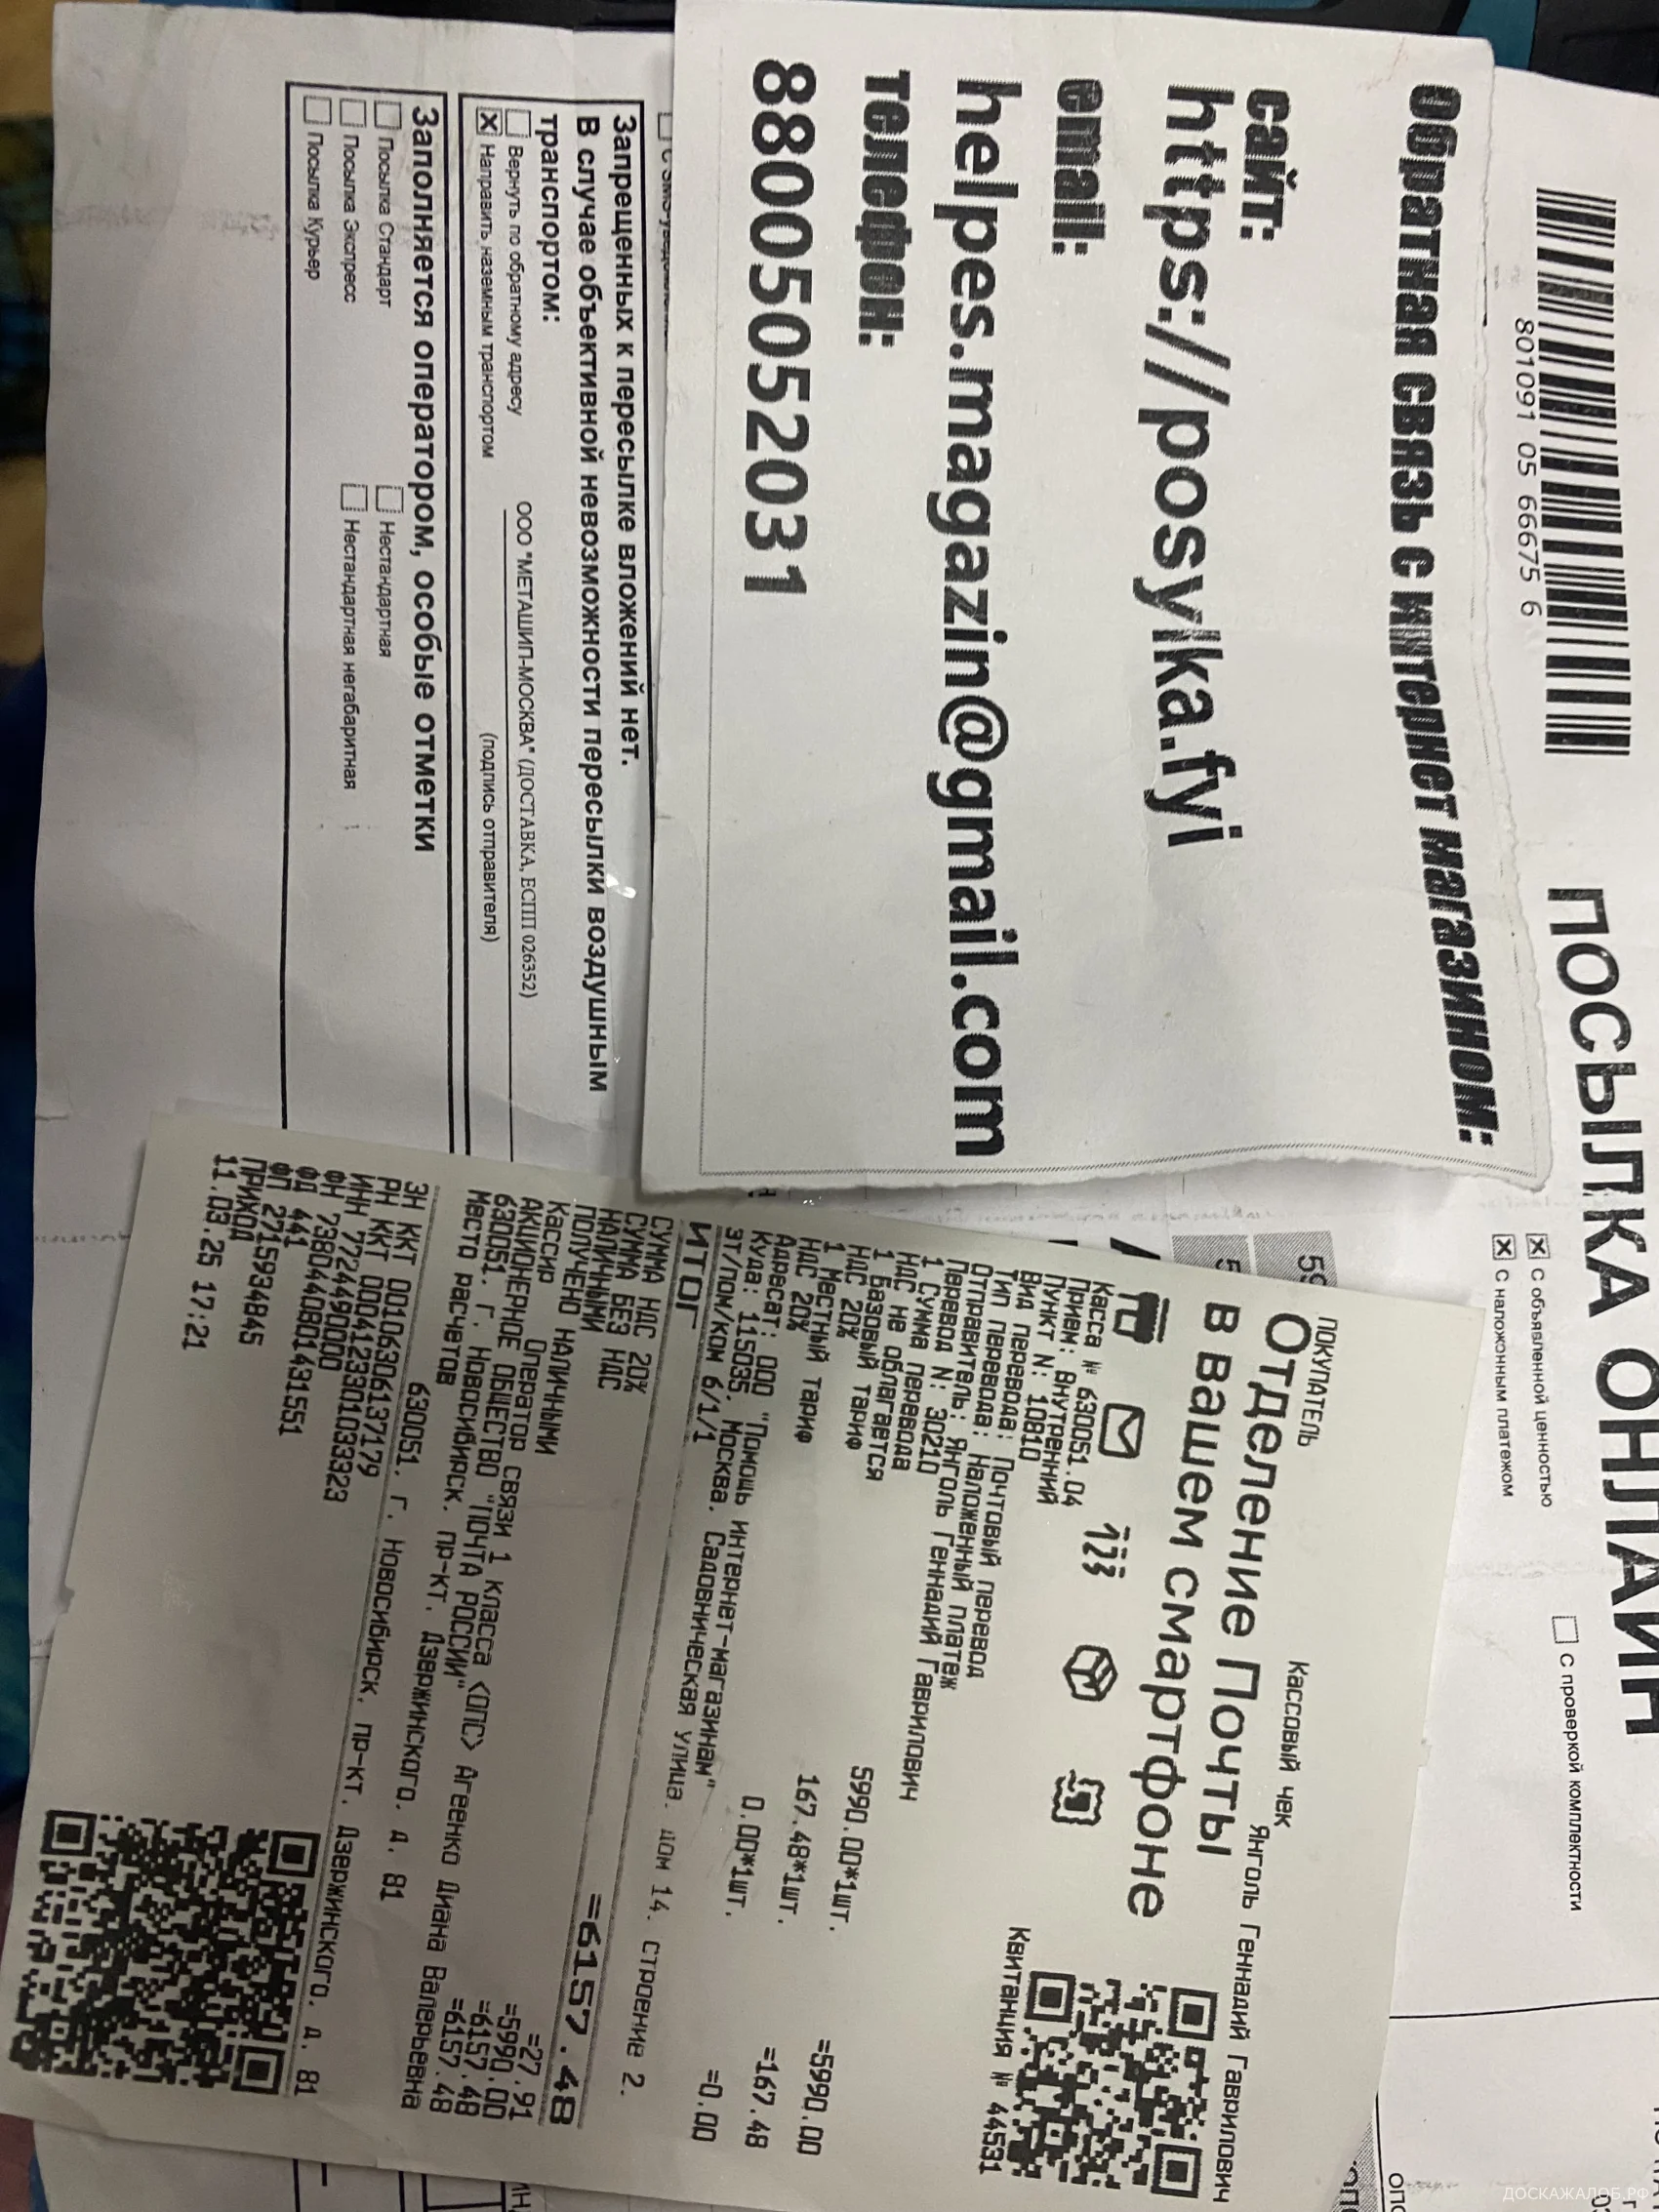 801091 05 66675 6
ПОСЫЛКА ОНЛАЙН
С объявленной ценностью
С наложенным платежом
С проверкой комплектности
Обратная связь с интернет магазином:
сайт:
https://posylka.fyi
email:
helpes.magazin@gmail.com
телефон:
88005052031
Запрещенных к пересылке вложений нет.
В случае объективной невозможности пересылки воздушным
транспортом:
Вернуть по обратному адресу
Направить наземным транспортом
ООО "МЕТАШИП-МОСКВА" (ДОСТАВКА, ЕСПП 026352)
(подпись отправителя)
Заполняется оператором, особые отметки
Посылка Стандарт
Нестандартная
Посылка Экспресс
Нестандартная негабаритная
Посылка Курьер
ПОКУПАТЕЛЬ
Кассовый чек
Янголь Геннадий Гаврилович
Отделение Почты
в вашем смартфоне
Квитанция № 44531
Касса № 630051.04
Прием: Внутренний
Пункт N: 10810
Вид перевода: Почтовый перевод
Тип перевода: Наложенный платеж
Отправитель: Янголь Геннадий Гаврилович
Перевод N: 30210
1 Сумма перевода 5990.00*1шт. =5990.00
НДС не облагается
1 Базовый тариф 167.48*1шт. =167.48
НДС 20%
1 Местный тариф 0.00*1шт. =0.00
НДС 20%
Адресат: ООО "Помощь интернет-магазинам"
Куда: 115035, Москва, Садовническая улица, дом 14, строение 2,
эт/пом/ком 6/1/1
ИТОГ =6157.48
СУММА НДС 20% =27.91
СУММА БЕЗ НДС =5990.00
НАЛИЧНЫМИ =6157.48
ПОЛУЧЕНО НАЛИЧНЫМИ =6157.48
Кассир Оператор связи 1 класса <ОПС> Агеенко Диана Валерьевна
АКЦИОНЕРНОЕ ОБЩЕСТВО "ПОЧТА РОССИИ"
630051, г. Новосибирск, пр-кт. Дзержинского, д. 81
Место расчетов
630051, г. Новосибирск, пр-кт. Дзержинского, д. 81
ЗН ККТ 00106306137179
РН ККТ 0004123301033923
ИНН 7724490000
ФН 7380440801431551
ФД 441
ФП 2715934845
ПРИХОД
11.03.25 17:21
ДОСКАЖАЛОБ.РФ